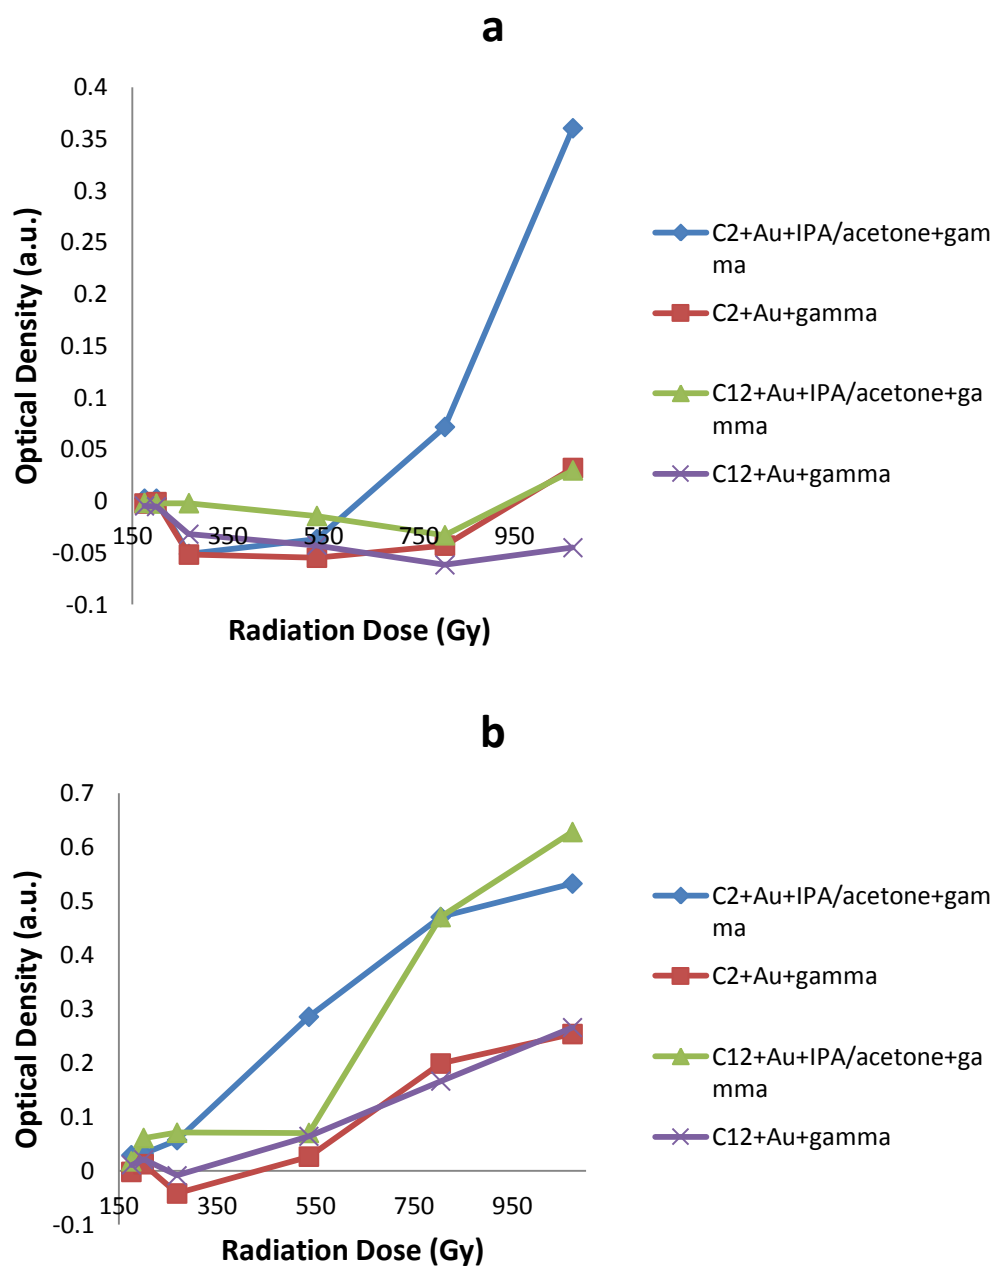 a
0.4
0.35
0.3
0.25
0.2
0.15
0.1
0.05
0
-0.05
-0.1
Optical Density (a.u.)
150 350 550 750 950
Radiation Dose (Gy)
C2+Au+IPA/acetone+gam
ma
C2+Au+gamma
C12+Au+IPA/acetone+ga
mma
C12+Au+gamma
b
0.7
0.6
0.5
0.4
0.3
0.2
0.1
0
-0.1
Optical Density (a.u.)
150 350 550 750 950
Radiation Dose (Gy)
C2+Au+IPA/acetone+gam
ma
C2+Au+gamma
C12+Au+IPA/acetone+ga
mma
C12+Au+gamma